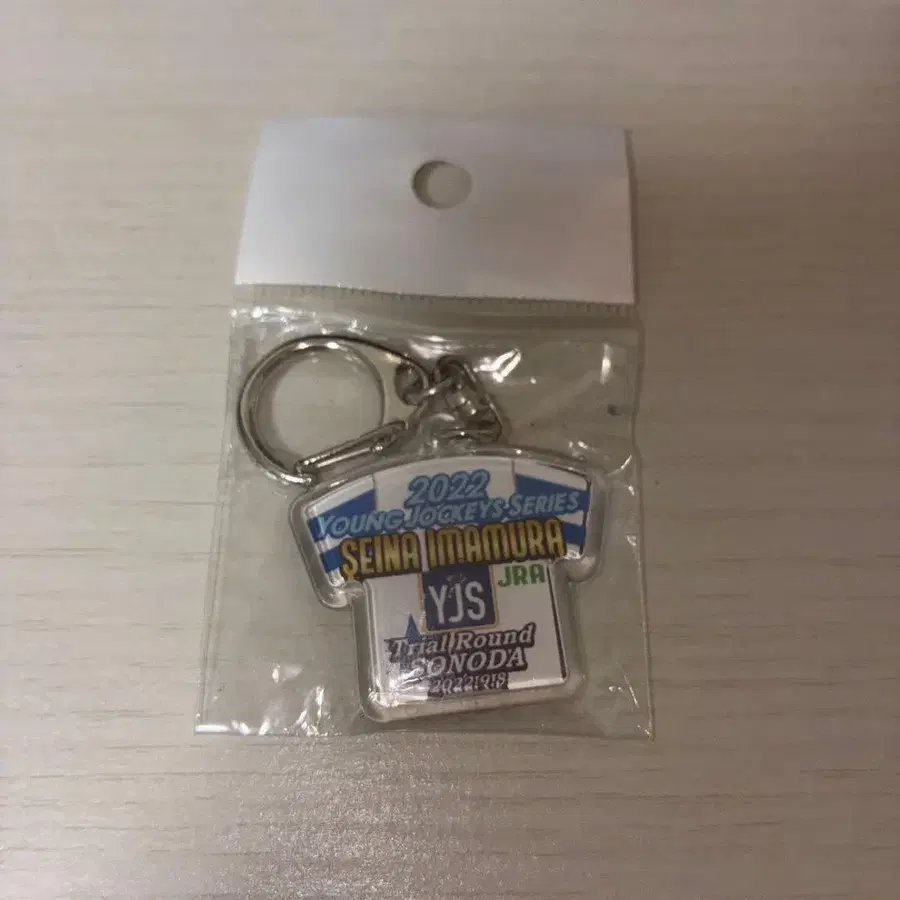 2022
YOUNG JOCKEYS SERIES
SEINA IMAMURA
JRA
YJS
Trial Round
SONODA